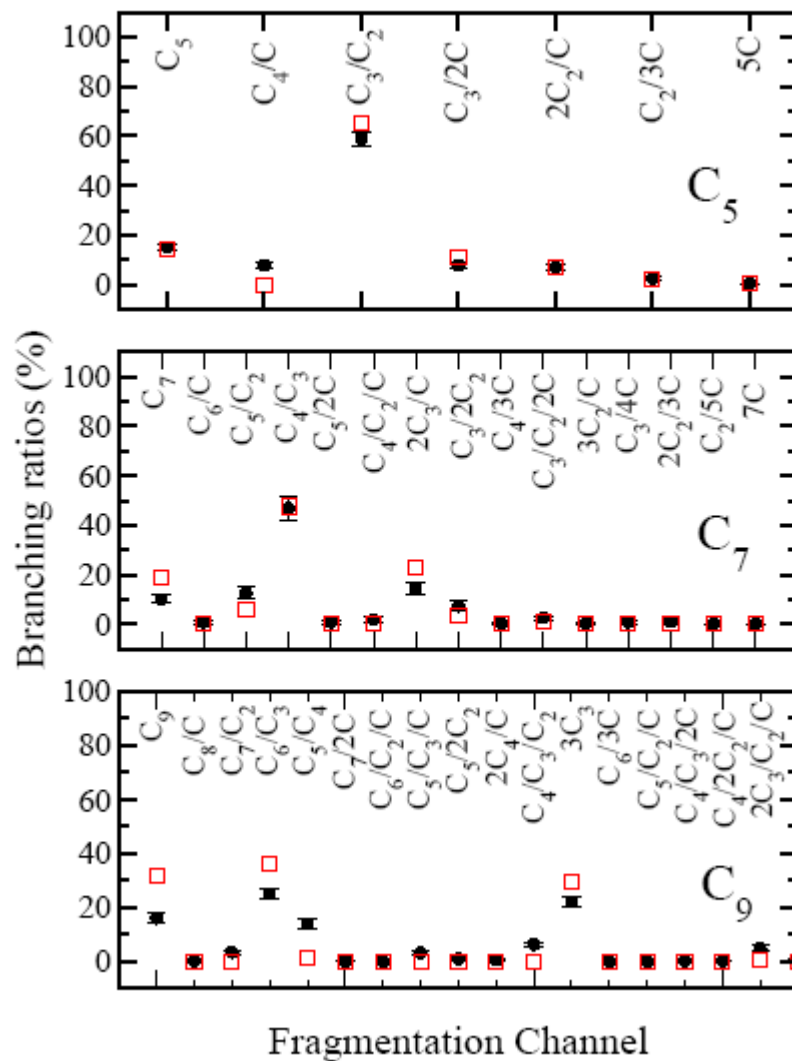 Branching ratios (%)
100
80
60
40
20
0
C₅
C₄/C
C₃/C₂
C₃/2C
2C₂/C
C₂/3C
5C
C₅
100
80
60
40
20
0
C₇
C₆/C
C₅/C₂
C₄/C₃
C₅/2C
C₄/C₂/C
2C₃/C
C₃/2C₂
C₄/3C
C₃/C₂/2C
3C₂/C
C₃/4C
2C₂/3C
C₂/5C
7C
C₇
100
80
60
40
20
0
C₉
C₈/C
C₇/C₂
C₆/C₃
C₅/C₄
C₇/2C
C₆/C₂/C
C₅/C₃/C
C₅/2C₂
2C₄/C
C₄/C₃/C₂
3C₃
C₆/3C
C₅/C₂/C
C₄/C₃/2C
C₄/2C₂/C
2C₃/C₂/C
C₉
Fragmentation Channel